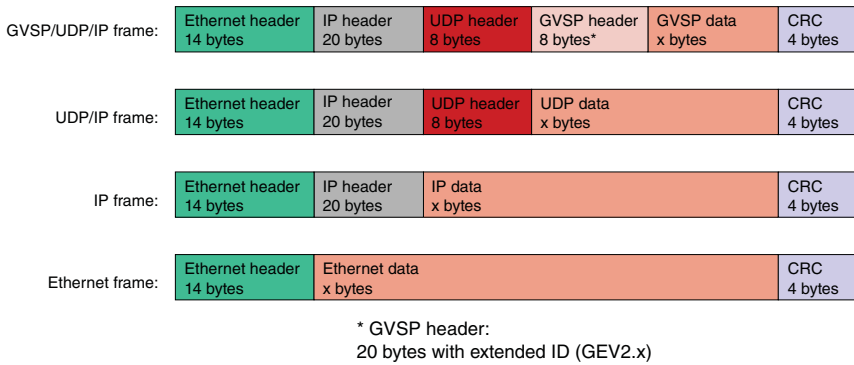 GVSP/UDP/IP frame:
Ethernet header
14 bytes
IP header
20 bytes
UDP header
8 bytes
GVSP header
8 bytes*
GVSP data
x bytes
CRC
4 bytes
UDP/IP frame:
Ethernet header
14 bytes
IP header
20 bytes
UDP header
8 bytes
UDP data
x bytes
CRC
4 bytes
IP frame:
Ethernet header
14 bytes
IP header
20 bytes
IP data
x bytes
CRC
4 bytes
Ethernet frame:
Ethernet header
14 bytes
Ethernet data
x bytes
CRC
4 bytes
* GVSP header:
20 bytes with extended ID (GEV2.x)